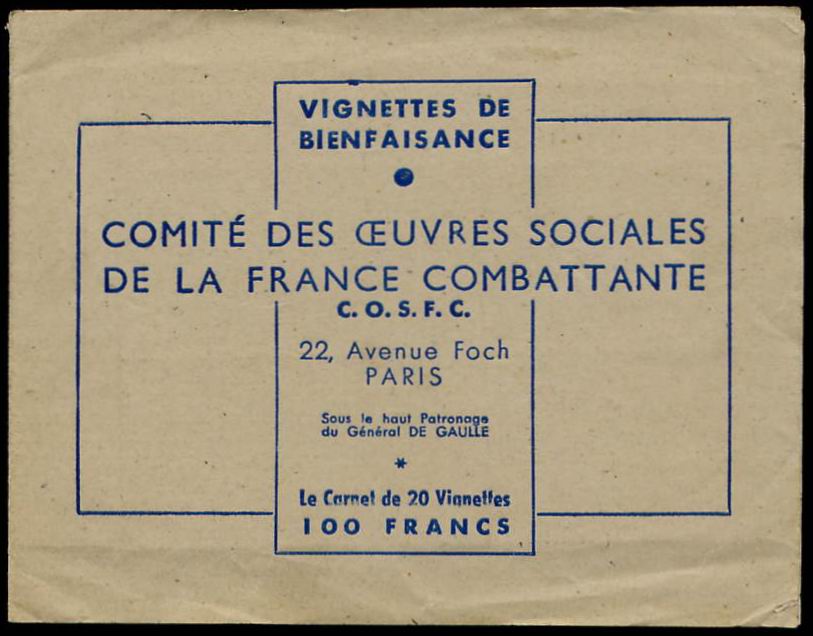 VIGNETTES DE
BIENFAISANCE
COMITÉ DES ŒUVRES SOCIALES
DE LA FRANCE COMBATTANTE
C. O. S. F. C.
22, Avenue Foch
PARIS
Sous le haut Patronage
du Général DE GAULLE
*
Le Carnet de 20 Vignettes
100 FRANCS